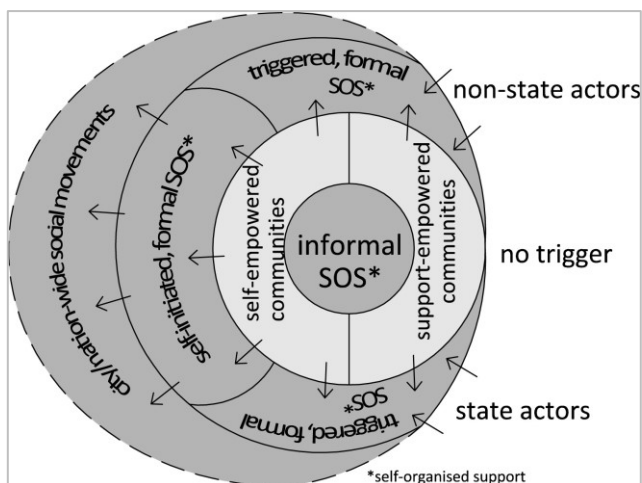 triggered, formal
SOS*
non-state actors
city/nation-wide social movements
self-initiated, formal SOS*
self-empowered
communities
informal
SOS*
support-empowered
communities
no trigger
SOS*
triggered, formal
state actors
*self-organised support